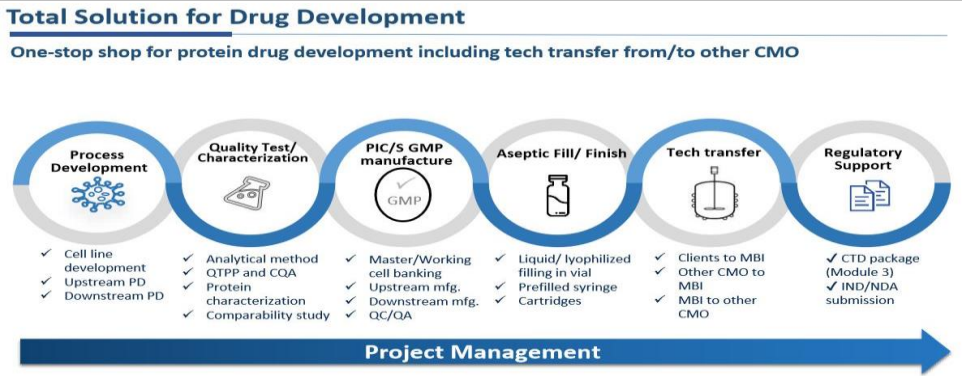 Total Solution for Drug Development
One-stop shop for protein drug development including tech transfer from/to other CMO
Process
Development
Quality Test/
Characterization
PIC/S GMP
manufacture
GMP
Aseptic Fill/ Finish
Tech transfer
Regulatory
Support
✓ Cell line
development
✓ Upstream PD
✓ Downstream PD
✓ Analytical method
✓ QTPP and CQA
✓ Protein
characterization
✓ Comparability study
✓ Master/Working
cell banking
✓ Upstream mfg.
✓ Downstream mfg.
✓ QC/QA
✓ Liquid/ lyophilized
filling in vial
✓ Prefilled syringe
✓ Cartridges
✓ Clients to MBI
✓ Other CMO to
MBI
✓ MBI to other
CMO
✓ CTD package
(Module 3)
✓ IND/NDA
submission
Project Management